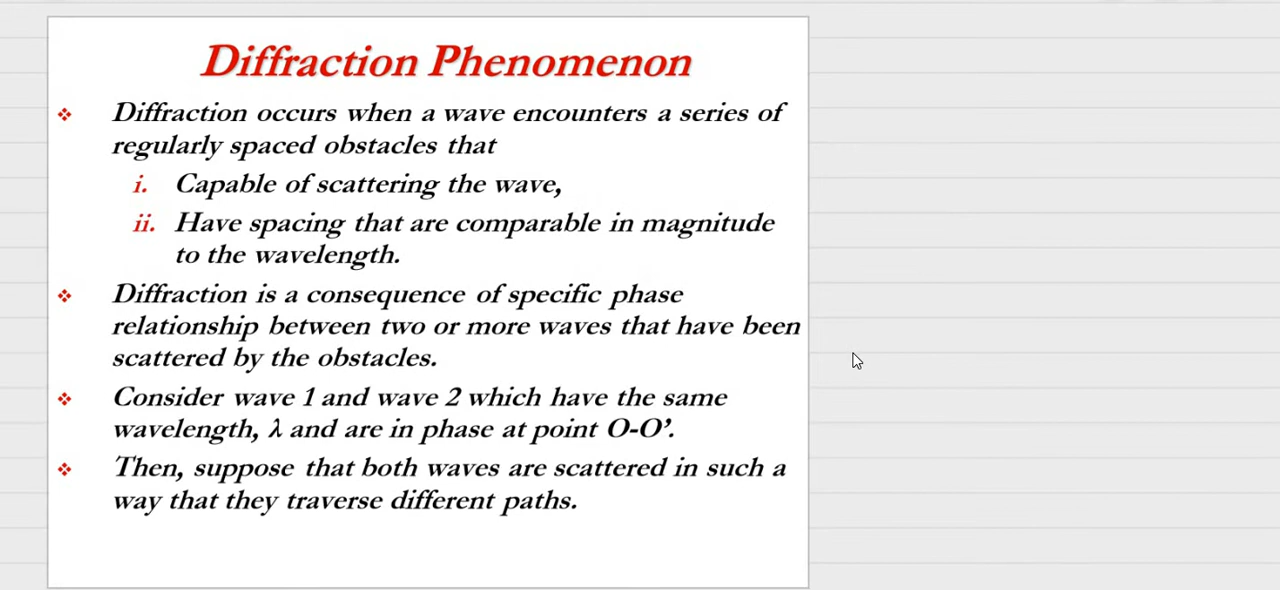 Diffraction Phenomenon
❖ Diffraction occurs when a wave encounters a series of
regularly spaced obstacles that
i. Capable of scattering the wave,
ii. Have spacing that are comparable in magnitude
to the wavelength.
❖ Diffraction is a consequence of specific phase
relationship between two or more waves that have been
scattered by the obstacles.
❖ Consider wave 1 and wave 2 which have the same
wavelength, λ and are in phase at point O-O’.
❖ Then, suppose that both waves are scattered in such a
way that they traverse different paths.